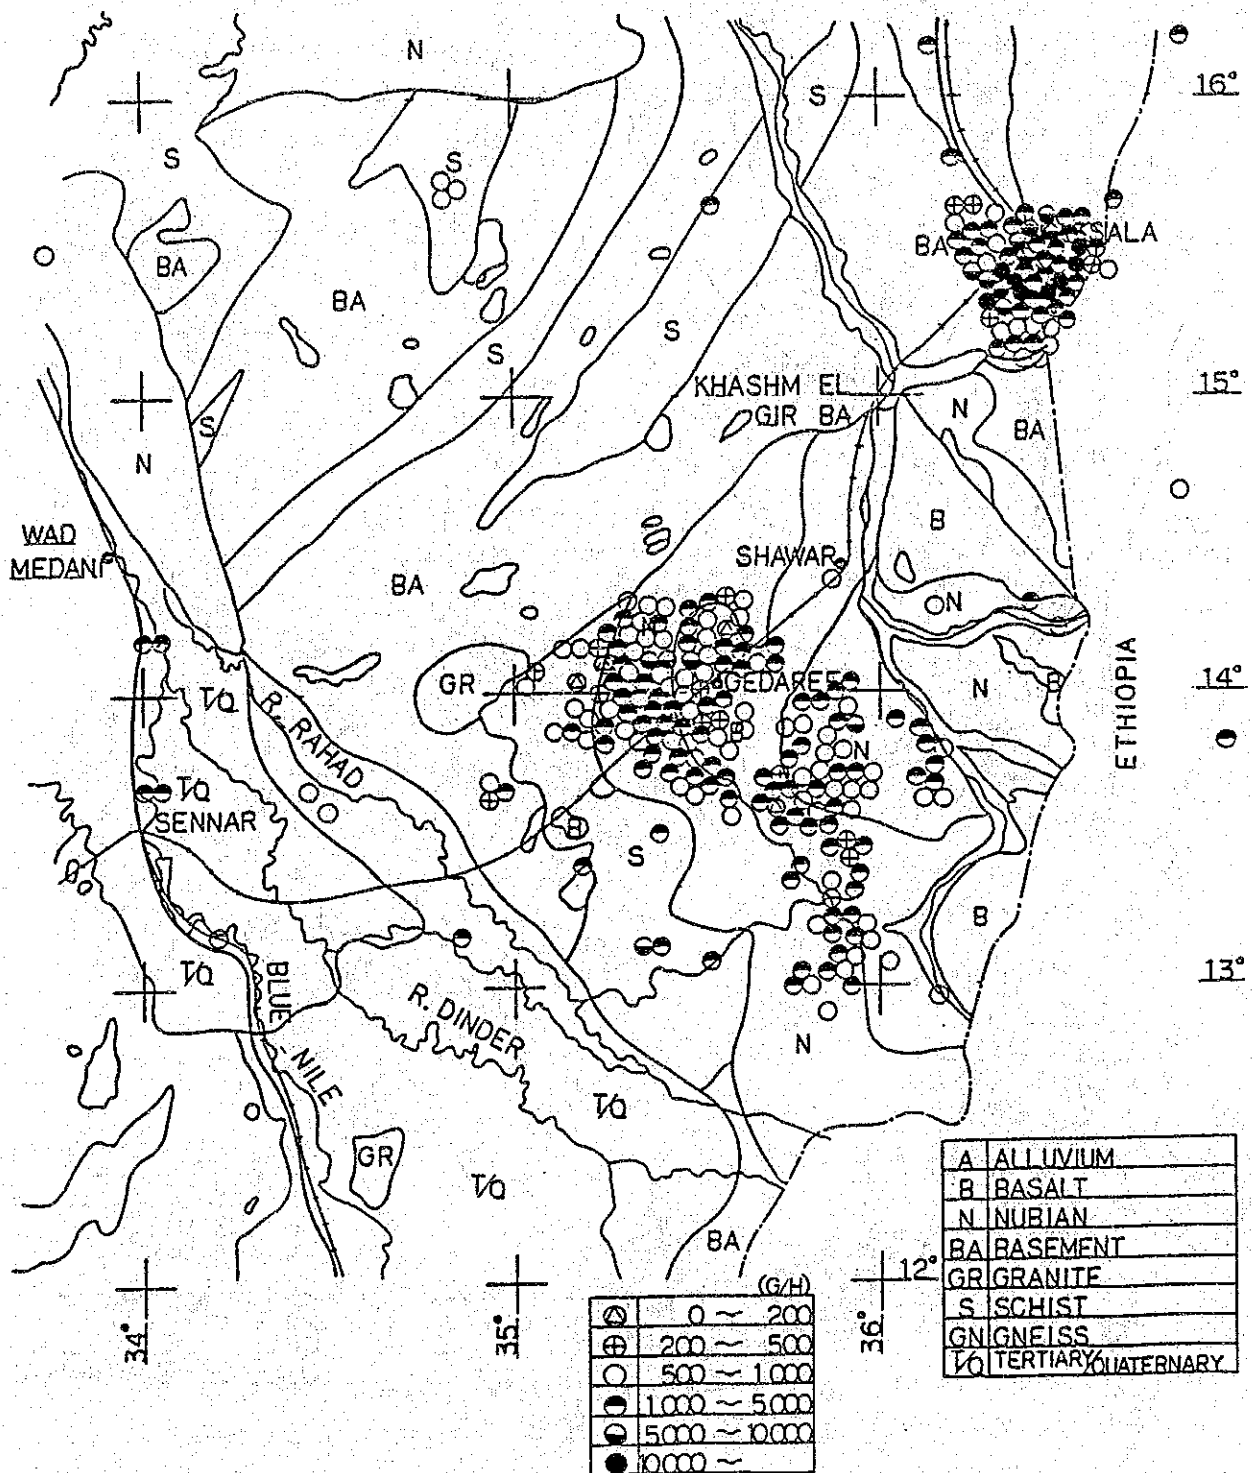 N
16°
S
S
S
BA
BA
BA
KASSALA
S
S
KHASHM EL
GIR BA
N
BA
15°
S
N
B
WAD
MEDANI
SHAWAR
BA
N
N
GR
GEDAREF
N
B
14°
T/Q
R. RAHAD
ETHIOPIA
B
N
T/Q
SENNAR
B
S
B
13°
T/Q
BLUE
NILE
R. DINDER
N
T/Q
GR
T/Q
BA
12°
34°
35°
36°
(G/H)
0 ~ 200
200 ~ 500
500 ~ 1.000
1.000 ~ 5.000
5.000 ~ 10.000
10.000 ~
A ALLUVIUM
B BASALT
N NUBIAN
BA BASEMENT
GR GRANITE
S SCHIST
GN GNEISS
T/Q TERTIARY/QUATERNARY